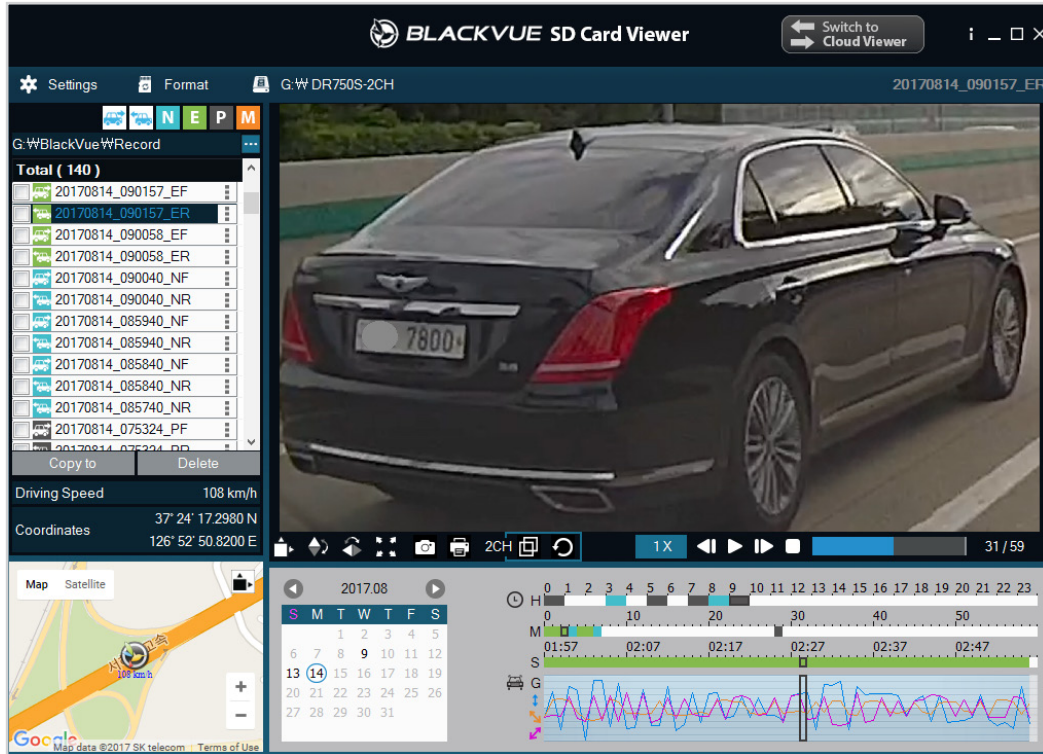 BLACKVUE SD Card Viewer
Switch to
Cloud Viewer
Settings
Format
G:₩ DR750S-2CH
20170814_090157_ER
N E P M
G:₩BlackVue₩Record
Total ( 140 )
20170814_090157_EF
20170814_090157_ER
20170814_090058_EF
20170814_090058_ER
20170814_090040_NF
20170814_090040_NR
20170814_085940_NF
20170814_085940_NR
20170814_085840_NF
20170814_085840_NR
20170814_085740_NR
20170814_075324_PF
20170814_075324_PR
Copy to
Delete
Driving Speed 108 km/h
Coordinates
37° 24' 17.2980 N
126° 52' 50.8200 E
7800
2CH
1X
31 / 59
Map Satellite
108 km/h
Google
Map data ©2017 SK telecom
Terms of Use
2017.08
S M T W T F S
1 2 3 4 5
6 7 8 9 10 11 12
13 14 15 16 17 18 19
20 21 22 23 24 25 26
27 28 29 30 31
0 1 2 3 4 5 6 7 8 9 10 11 12 13 14 15 16 17 18 19 20 21 22 23
H
0 10 20 30 40 50
M
01:57 02:07 02:17 02:27 02:37 02:47
S
G